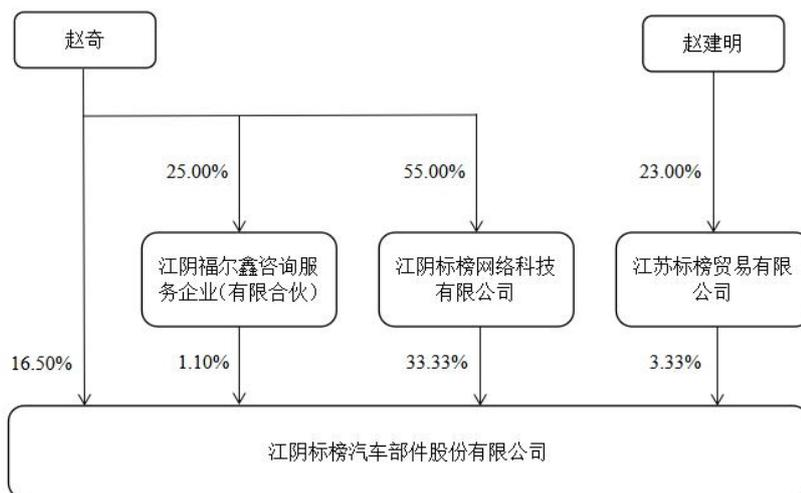 赵奇
赵建明
25.00%
55.00%
23.00%
江阴福尔鑫咨询服
务企业(有限合伙)
江阴标榜网络科技
有限公司
江苏标榜贸易有限
公司
16.50%
1.10%
33.33%
3.33%
江阴标榜汽车部件股份有限公司